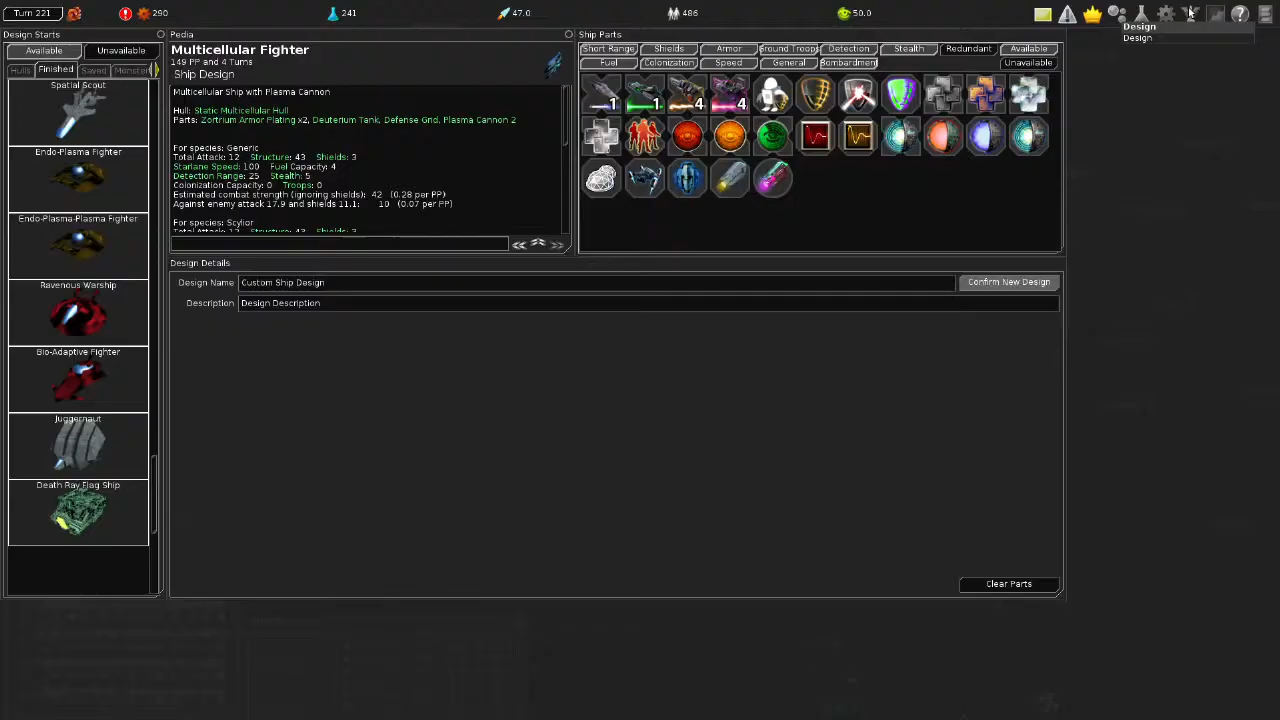 Turn 221
290
241
47.0
486
50.0
Design
Design
Design Starts
Available
Unavailable
Hulls
Finished
Saved
Monsters
Spatial Scout
Endo-Plasma Fighter
Endo-Plasma-Plasma Fighter
Ravenous Warship
Bio-Adaptive Fighter
Juggernaut
Death Ray Flag Ship
Pedia
Multicellular Fighter
149 PP and 4 Turns
Ship Design
Multicellular Ship with Plasma Cannon
Hull: Static Multicellular Hull
Parts: Zortrium Armor Plating x2, Deuterium Tank, Defense Grid, Plasma Cannon 2
For species: Generic
Total Attack: 12 Structure: 43 Shields: 3
Starlane Speed: 100 Fuel Capacity: 4
Detection Range: 25 Stealth: 5
Colonization Capacity: 0 Troops: 0
Estimated combat strength (ignoring shields): 42 (0.28 per PP)
Against enemy attack 17.9 and shields 11.1: 10 (0.07 per PP)
For species: Scylior
Total Attack: 12 Structure: 43 Shields: 3
Ship Parts
Short Range
Shields
Armor
Ground Troops
Detection
Stealth
Redundant
Available
Fuel
Colonization
Speed
General
Bombardment
Unavailable
1
1
4
4
Design Details
Design Name
Custom Ship Design
Confirm New Design
Description
Design Description
Clear Parts